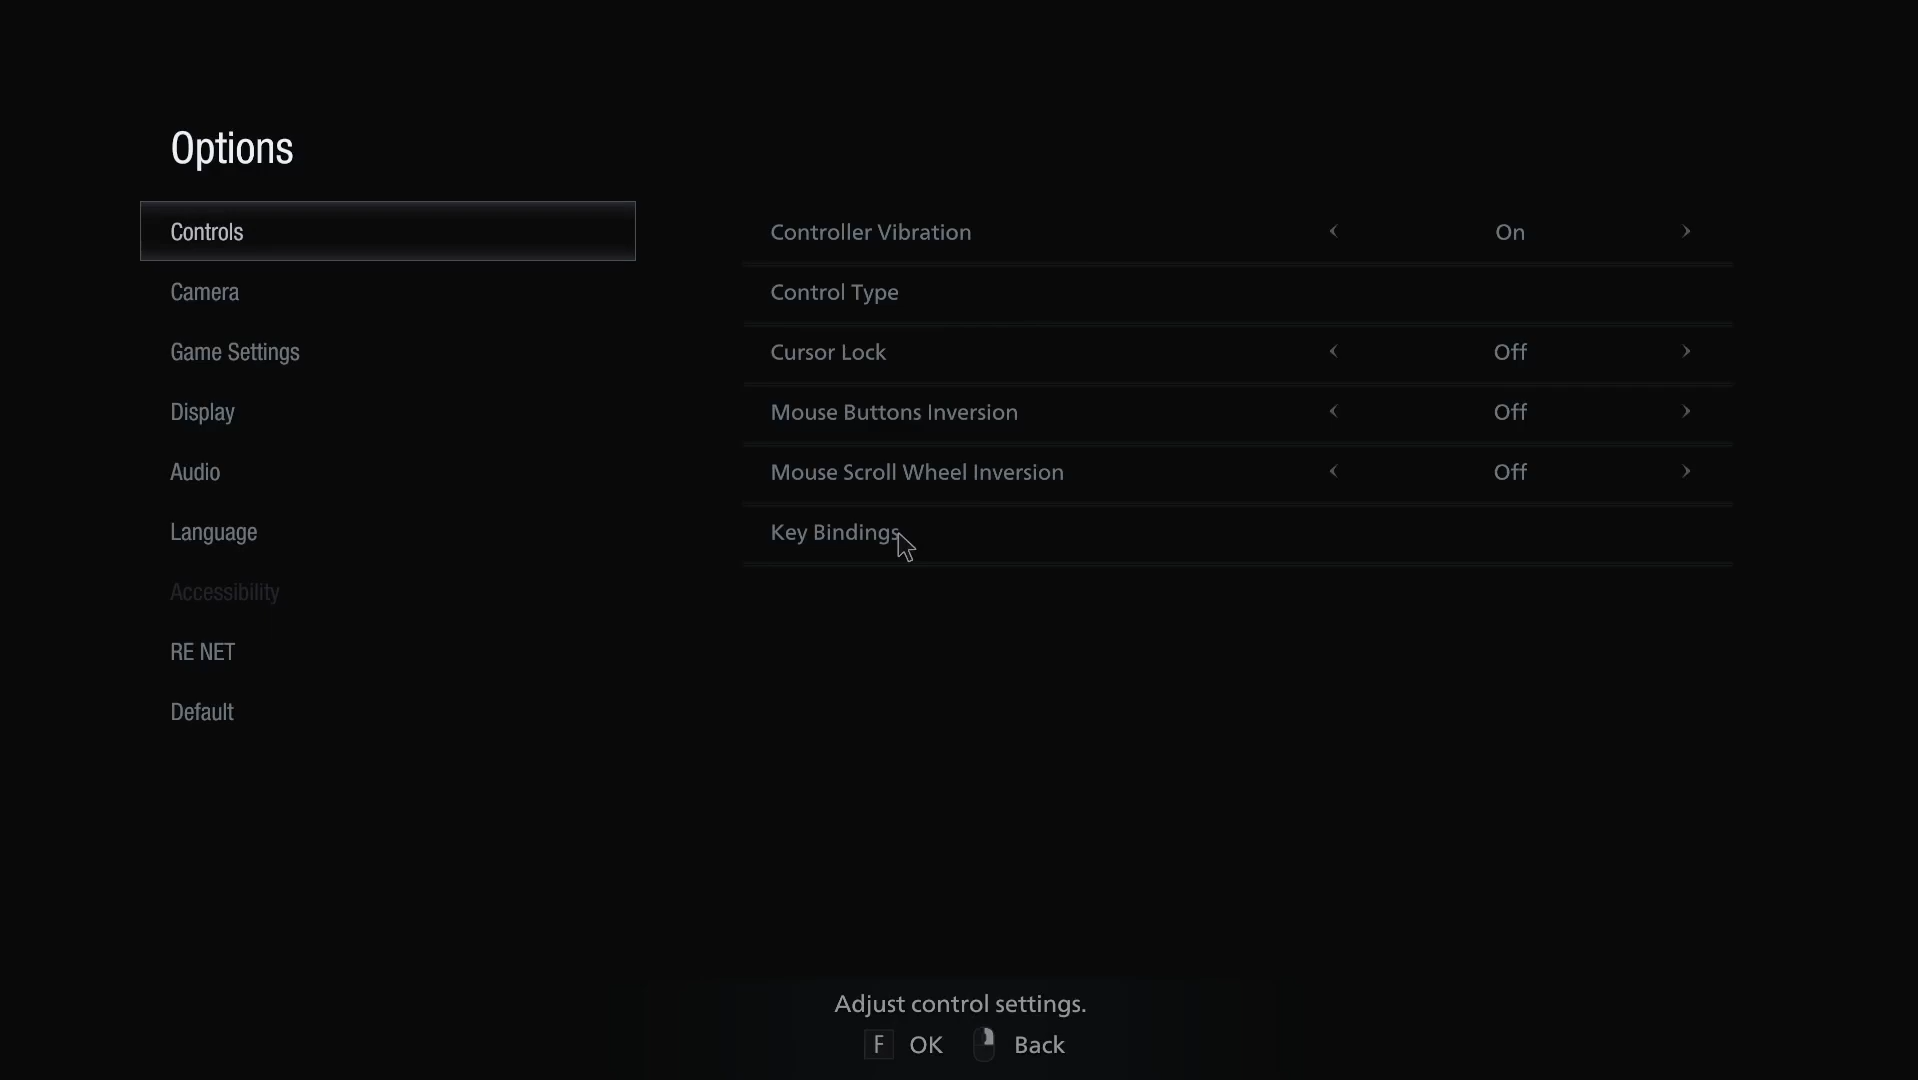 Options
Controls
Camera
Game Settings
Display
Audio
Language
Accessibility
RE NET
Default
Controller Vibration On
Control Type
Cursor Lock Off
Mouse Buttons Inversion Off
Mouse Scroll Wheel Inversion Off
Key Bindings
Adjust control settings.
F OK Back